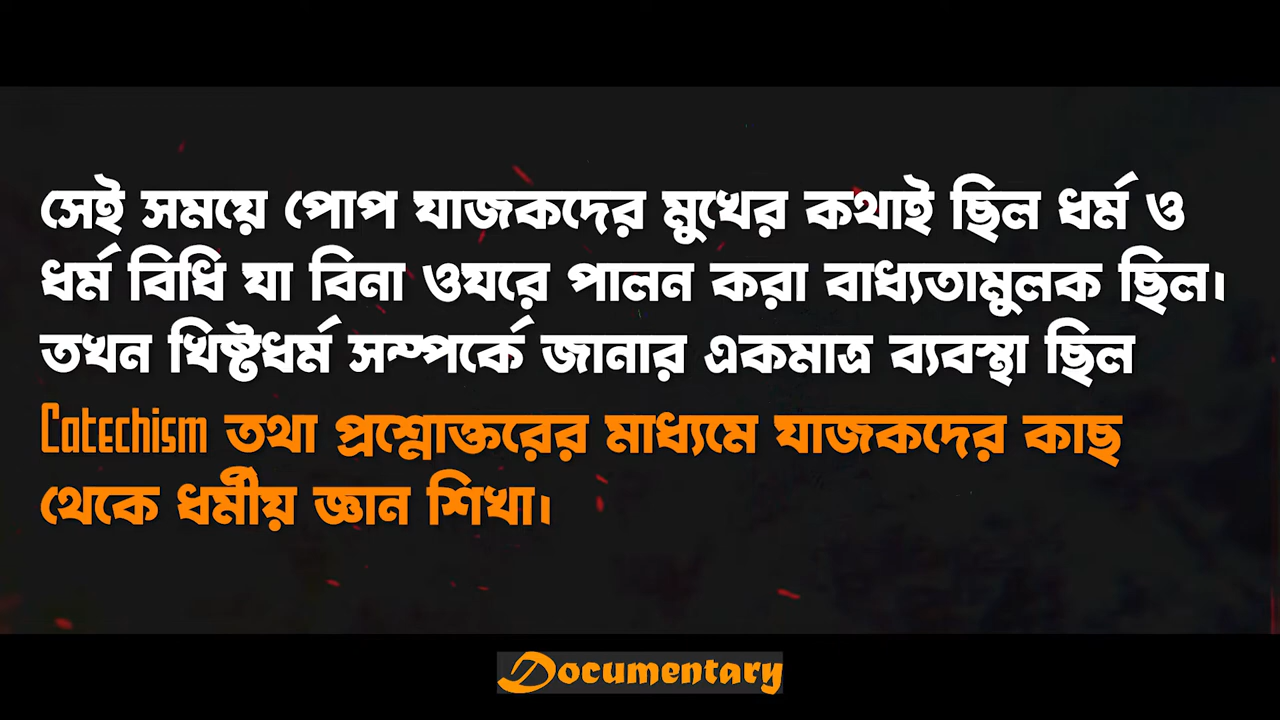 সেই সময়ে পোপ যাজকদের মুখের কথাই ছিল ধর্ম ও
ধর্ম বিধি যা বিনা ওযরে পালন করা বাধ্যতামুলক ছিল।
তখন খিষ্টধর্ম সম্পর্কে জানার একমাত্র ব্যবস্থা ছিল
Catechism তথা প্রশ্নোক্তরের মাধ্যমে যাজকদের কাছ
থেকে ধর্মীয় জ্ঞান শিখা।
Documentary